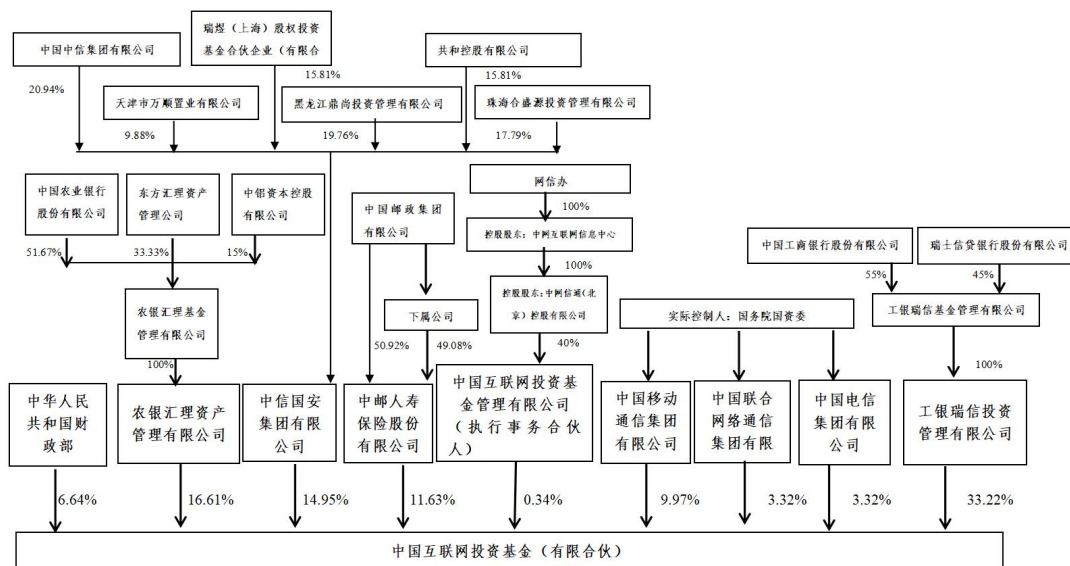 瑞煜（上海）股权投资
基金合伙企业（有限合
中国中信集团有限公司
共和控股有限公司
20.94%
15.81%
15.81%
天津市万顺置业有限公司
黑龙江鼎尚投资管理有限公司
珠海合盛源投资管理有限公司
9.88%
19.76%
17.79%
中国农业银行
股份有限公司
东方汇理资产
管理公司
中铝资本控股
有限公司
中国邮政集团
有限公司
网信办
100%
控股股东：中网互联网信息中心
51.67%
33.33%
15%
100%
中国工商银行股份有限公司
瑞士信贷银行股份有限公司
55%
45%
农银汇理基金
管理有限公司
下属公司
控股股东：中网信通（北
京）控股有限公司
实际控制人：国务院国资委
工银瑞信基金管理有限公司
100%
50.92%
49.08%
40%
100%
中华人民
共和国财
政部
农银汇理资产
管理有限公司
中信国安
集团有限
公司
中邮人寿
保险股份
有限公司
中国互联网投资基
金管理有限公司
（执行事务合伙
人）
中国移动
通信集团
有限公司
中国联合
网络通信
集团有限
中国电信
集团有限
公司
工银瑞信投资
管理有限公司
6.64%
16.61%
14.95%
11.63%
0.34%
9.97%
3.32%
3.32%
33.22%
中国互联网投资基金（有限合伙）